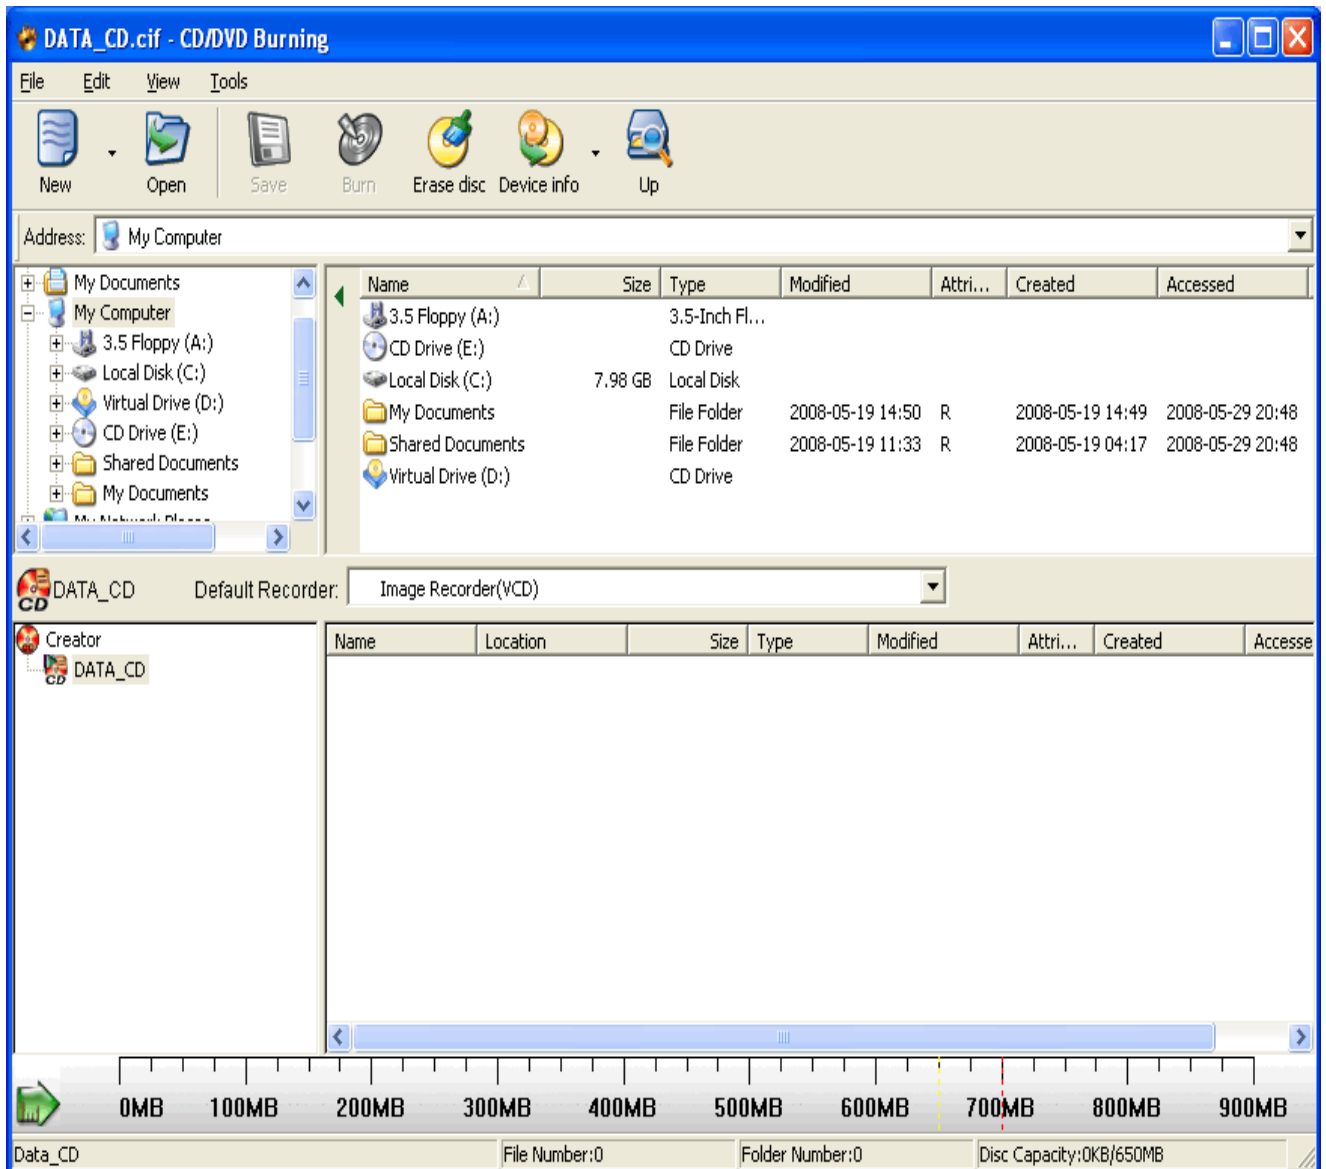 DATA_CD.cif - CD/DVD Burning
File Edit View Tools
New Open Save Burn Erase disc Device info Up
Address: My Computer
My Documents
My Computer
3.5 Floppy (A:)
Local Disk (C:)
Virtual Drive (D:)
CD Drive (E:)
Shared Documents
My Documents
My Network Places
Name Size Type Modified Attri... Created Accessed
3.5 Floppy (A:) 3.5-Inch Fl...
CD Drive (E:) CD Drive
Local Disk (C:) 7.98 GB Local Disk
My Documents File Folder 2008-05-19 14:50 R 2008-05-19 14:49 2008-05-29 20:48
Shared Documents File Folder 2008-05-19 11:33 R 2008-05-19 04:17 2008-05-29 20:48
Virtual Drive (D:) CD Drive
CD DATA_CD Default Recorder: Image Recorder(VCD)
Creator
CD DATA_CD
Name Location Size Type Modified Attri... Created Accesse
0MB 100MB 200MB 300MB 400MB 500MB 600MB 700MB 800MB 900MB
Data_CD File Number:0 Folder Number:0 Disc Capacity:0KB/650MB